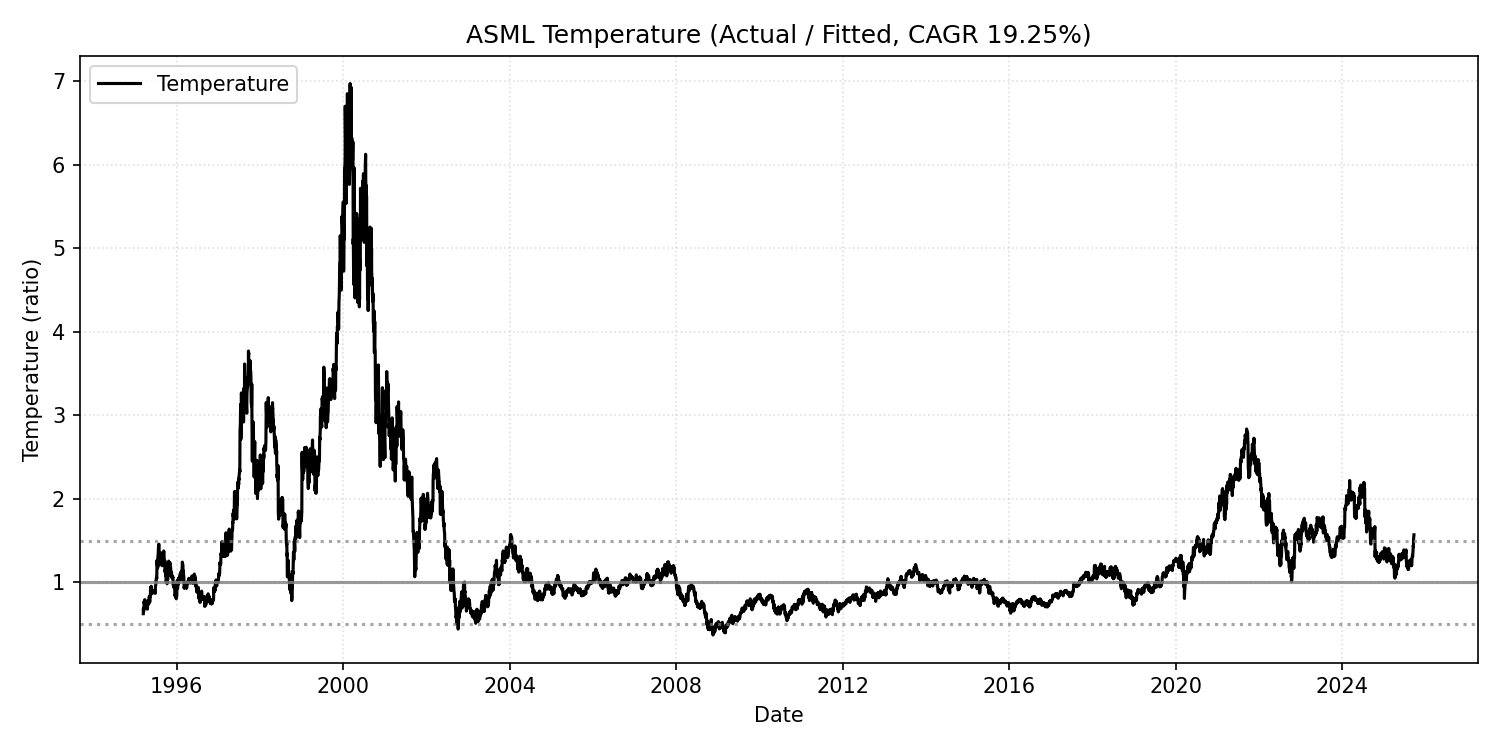 ASML Temperature (Actual / Fitted, CAGR 19.25%)
Temperature
Temperature (ratio)
7
6
5
4
3
2
1
1996 2000 2004 2008 2012 2016 2020 2024
Date